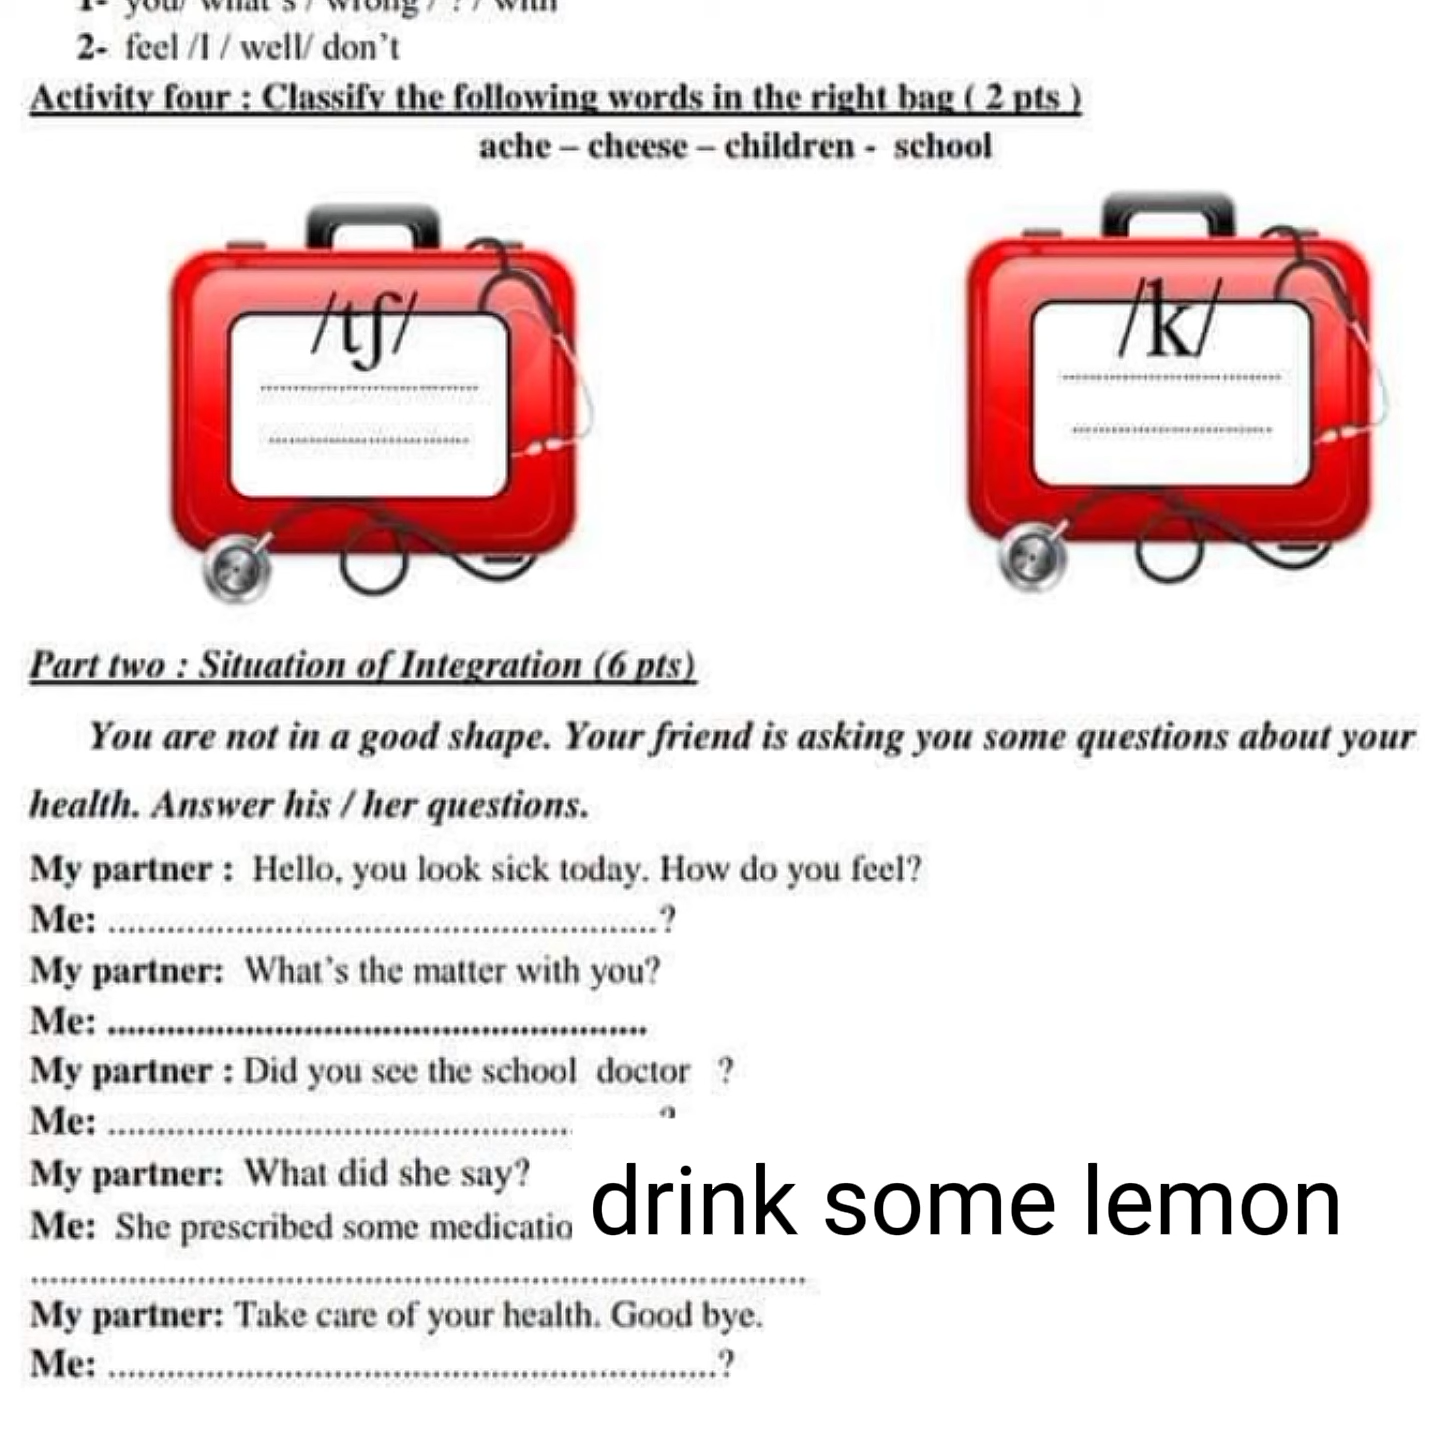 1- you/ what's / wrong / ? / with
2- feel /I / well/ don't
Activity four : Classify the following words in the right bag ( 2 pts )
ache – cheese – children - school
/tʃ/
/k/
Part two : Situation of Integration (6 pts)
You are not in a good shape. Your friend is asking you some questions about your
health. Answer his / her questions.
My partner : Hello, you look sick today. How do you feel?
Me: ........................................................?
My partner: What's the matter with you?
Me: ........................................................
My partner : Did you see the school doctor ?
Me: ................................................ ?
My partner: What did she say?
Me: She prescribed some medicatio drink some lemon
................................................................................
My partner: Take care of your health. Good bye.
Me: ...............................................................?